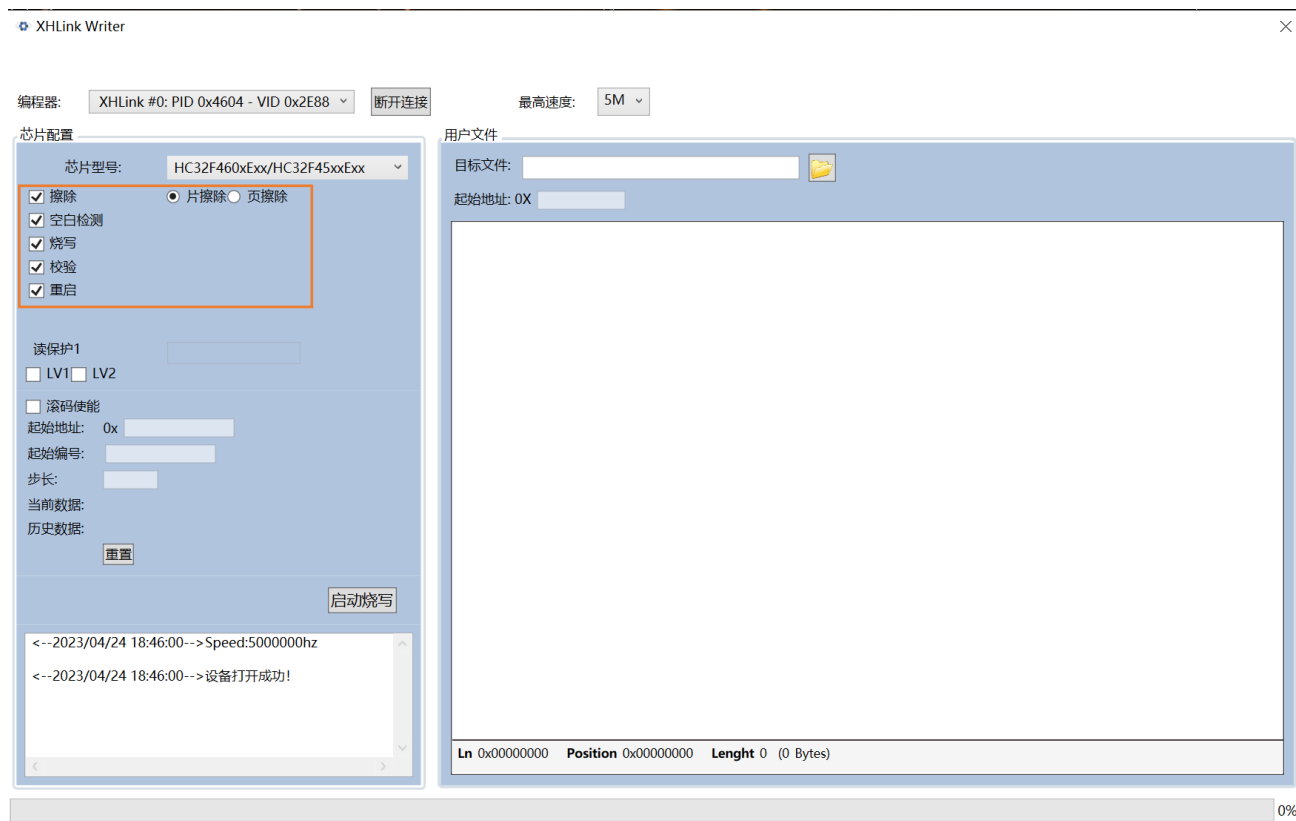 XHLink Writer
编程器: XHLink #0: PID 0x4604 - VID 0x2E88 断开连接 最高速度: 5M
芯片配置
芯片型号: HC32F460xExx/HC32F45xxExx
擦除 片擦除 页擦除
空白检测
烧写
校验
重启
读保护1
LV1 LV2
滚码使能
起始地址: 0x
起始编号:
步长:
当前数据:
历史数据:
重置
启动烧写
<--2023/04/24 18:46:00-->Speed:5000000hz
<--2023/04/24 18:46:00-->设备打开成功!
用户文件
目标文件:
起始地址: 0X
Ln 0x00000000 Position 0x00000000 Lenght 0 (0 Bytes)
0%